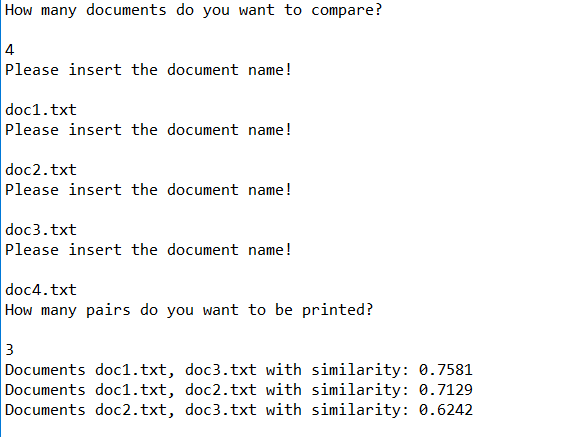 How many documents do you want to compare?
4
Please insert the document name!
doc1.txt
Please insert the document name!
doc2.txt
Please insert the document name!
doc3.txt
Please insert the document name!
doc4.txt
How many pairs do you want to be printed?
3
Documents doc1.txt, doc3.txt with similarity: 0.7581
Documents doc1.txt, doc2.txt with similarity: 0.7129
Documents doc2.txt, doc3.txt with similarity: 0.6242